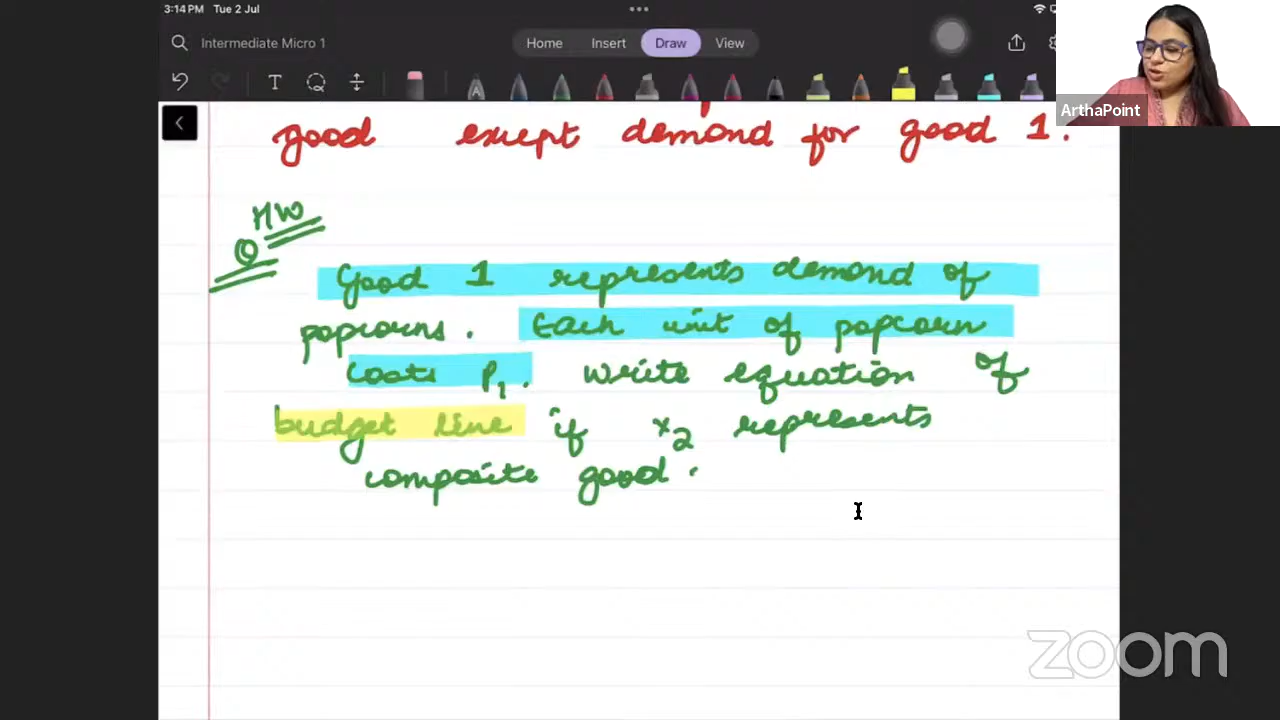 3:14 PM Tue 2 Jul
Intermediate Micro 1
Home Insert Draw View
ArthaPoint
good except demand for good 1.
HW
Q
Good 1 represents demand of
popcorns. Each unit of popcorn
costs P1. write equation of
budget line if x2 represents
composite good.
zoom